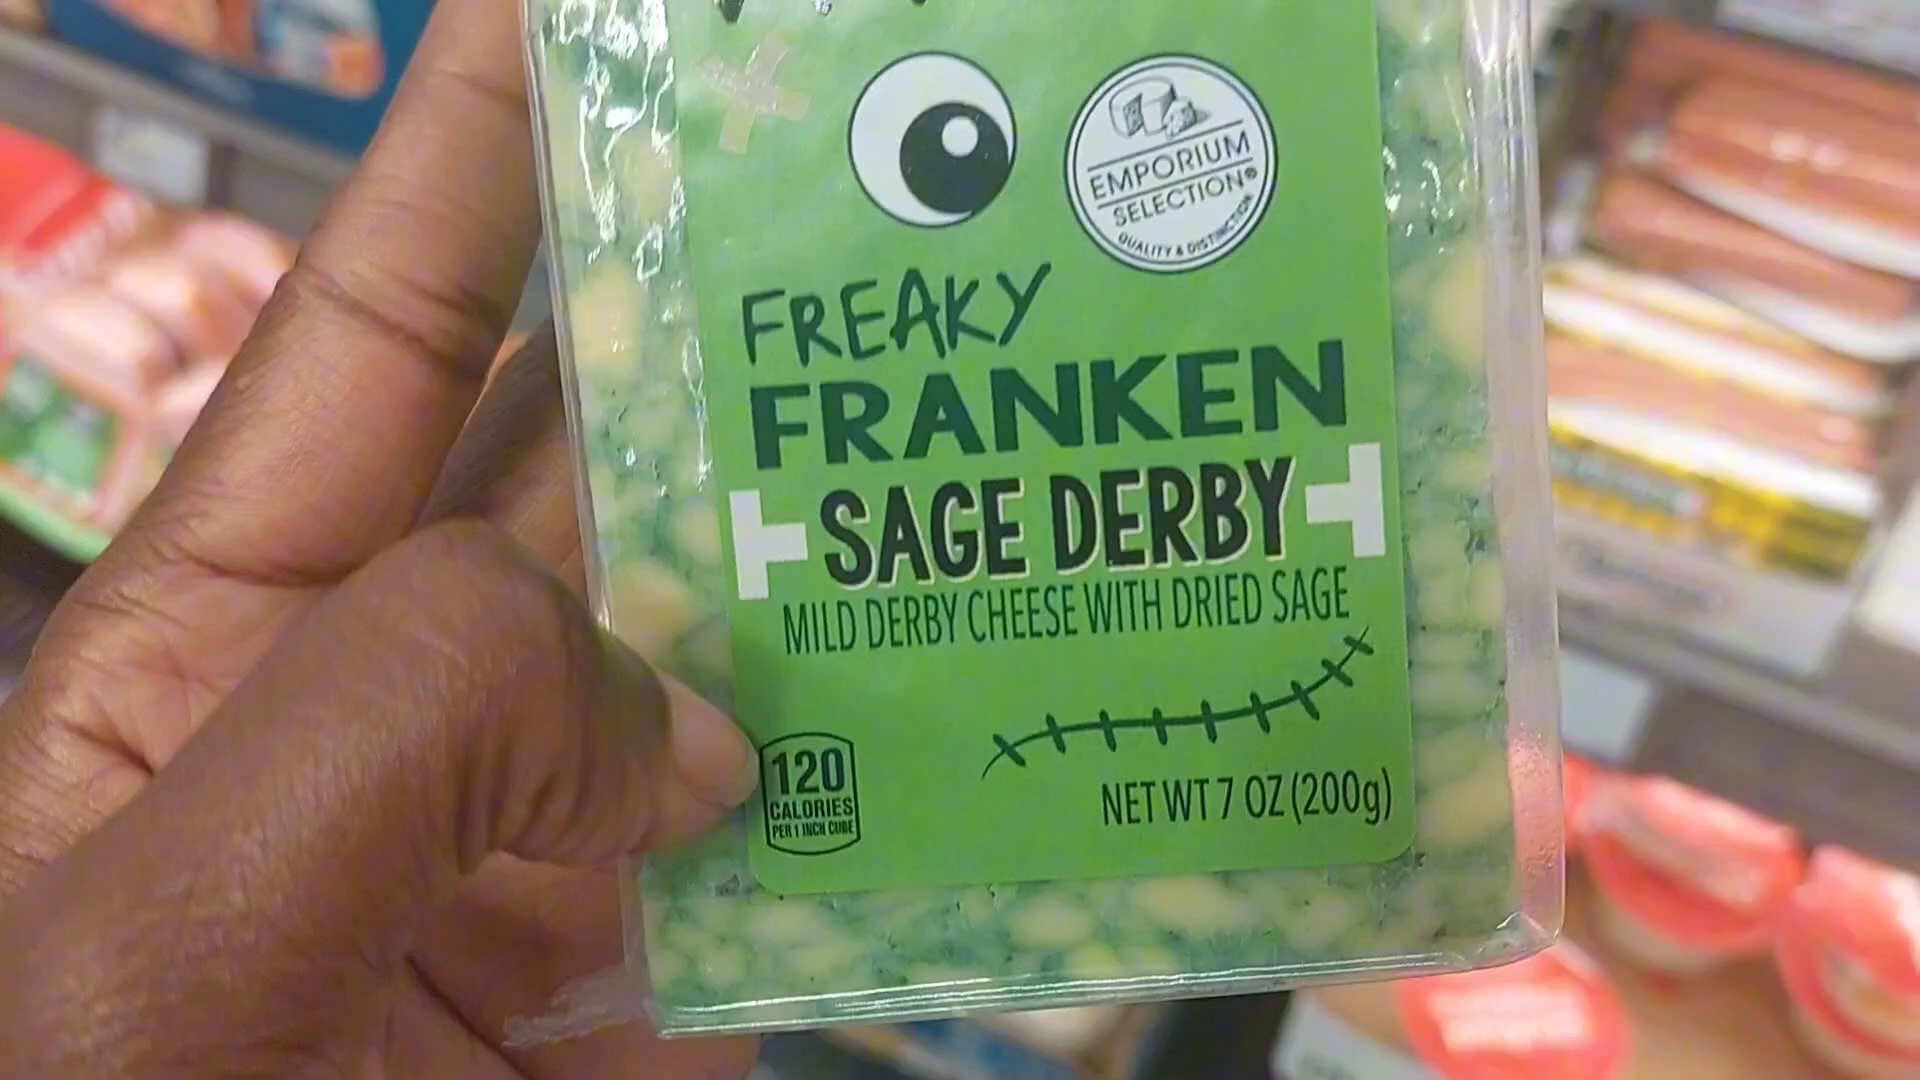 EMPORIUM
SELECTION®
QUALITY & DISTINCTION
FREAKY
FRANKEN
SAGE DERBY
MILD DERBY CHEESE WITH DRIED SAGE
120
CALORIES
PER 1 INCH CUBE
NET WT 7 OZ (200g)